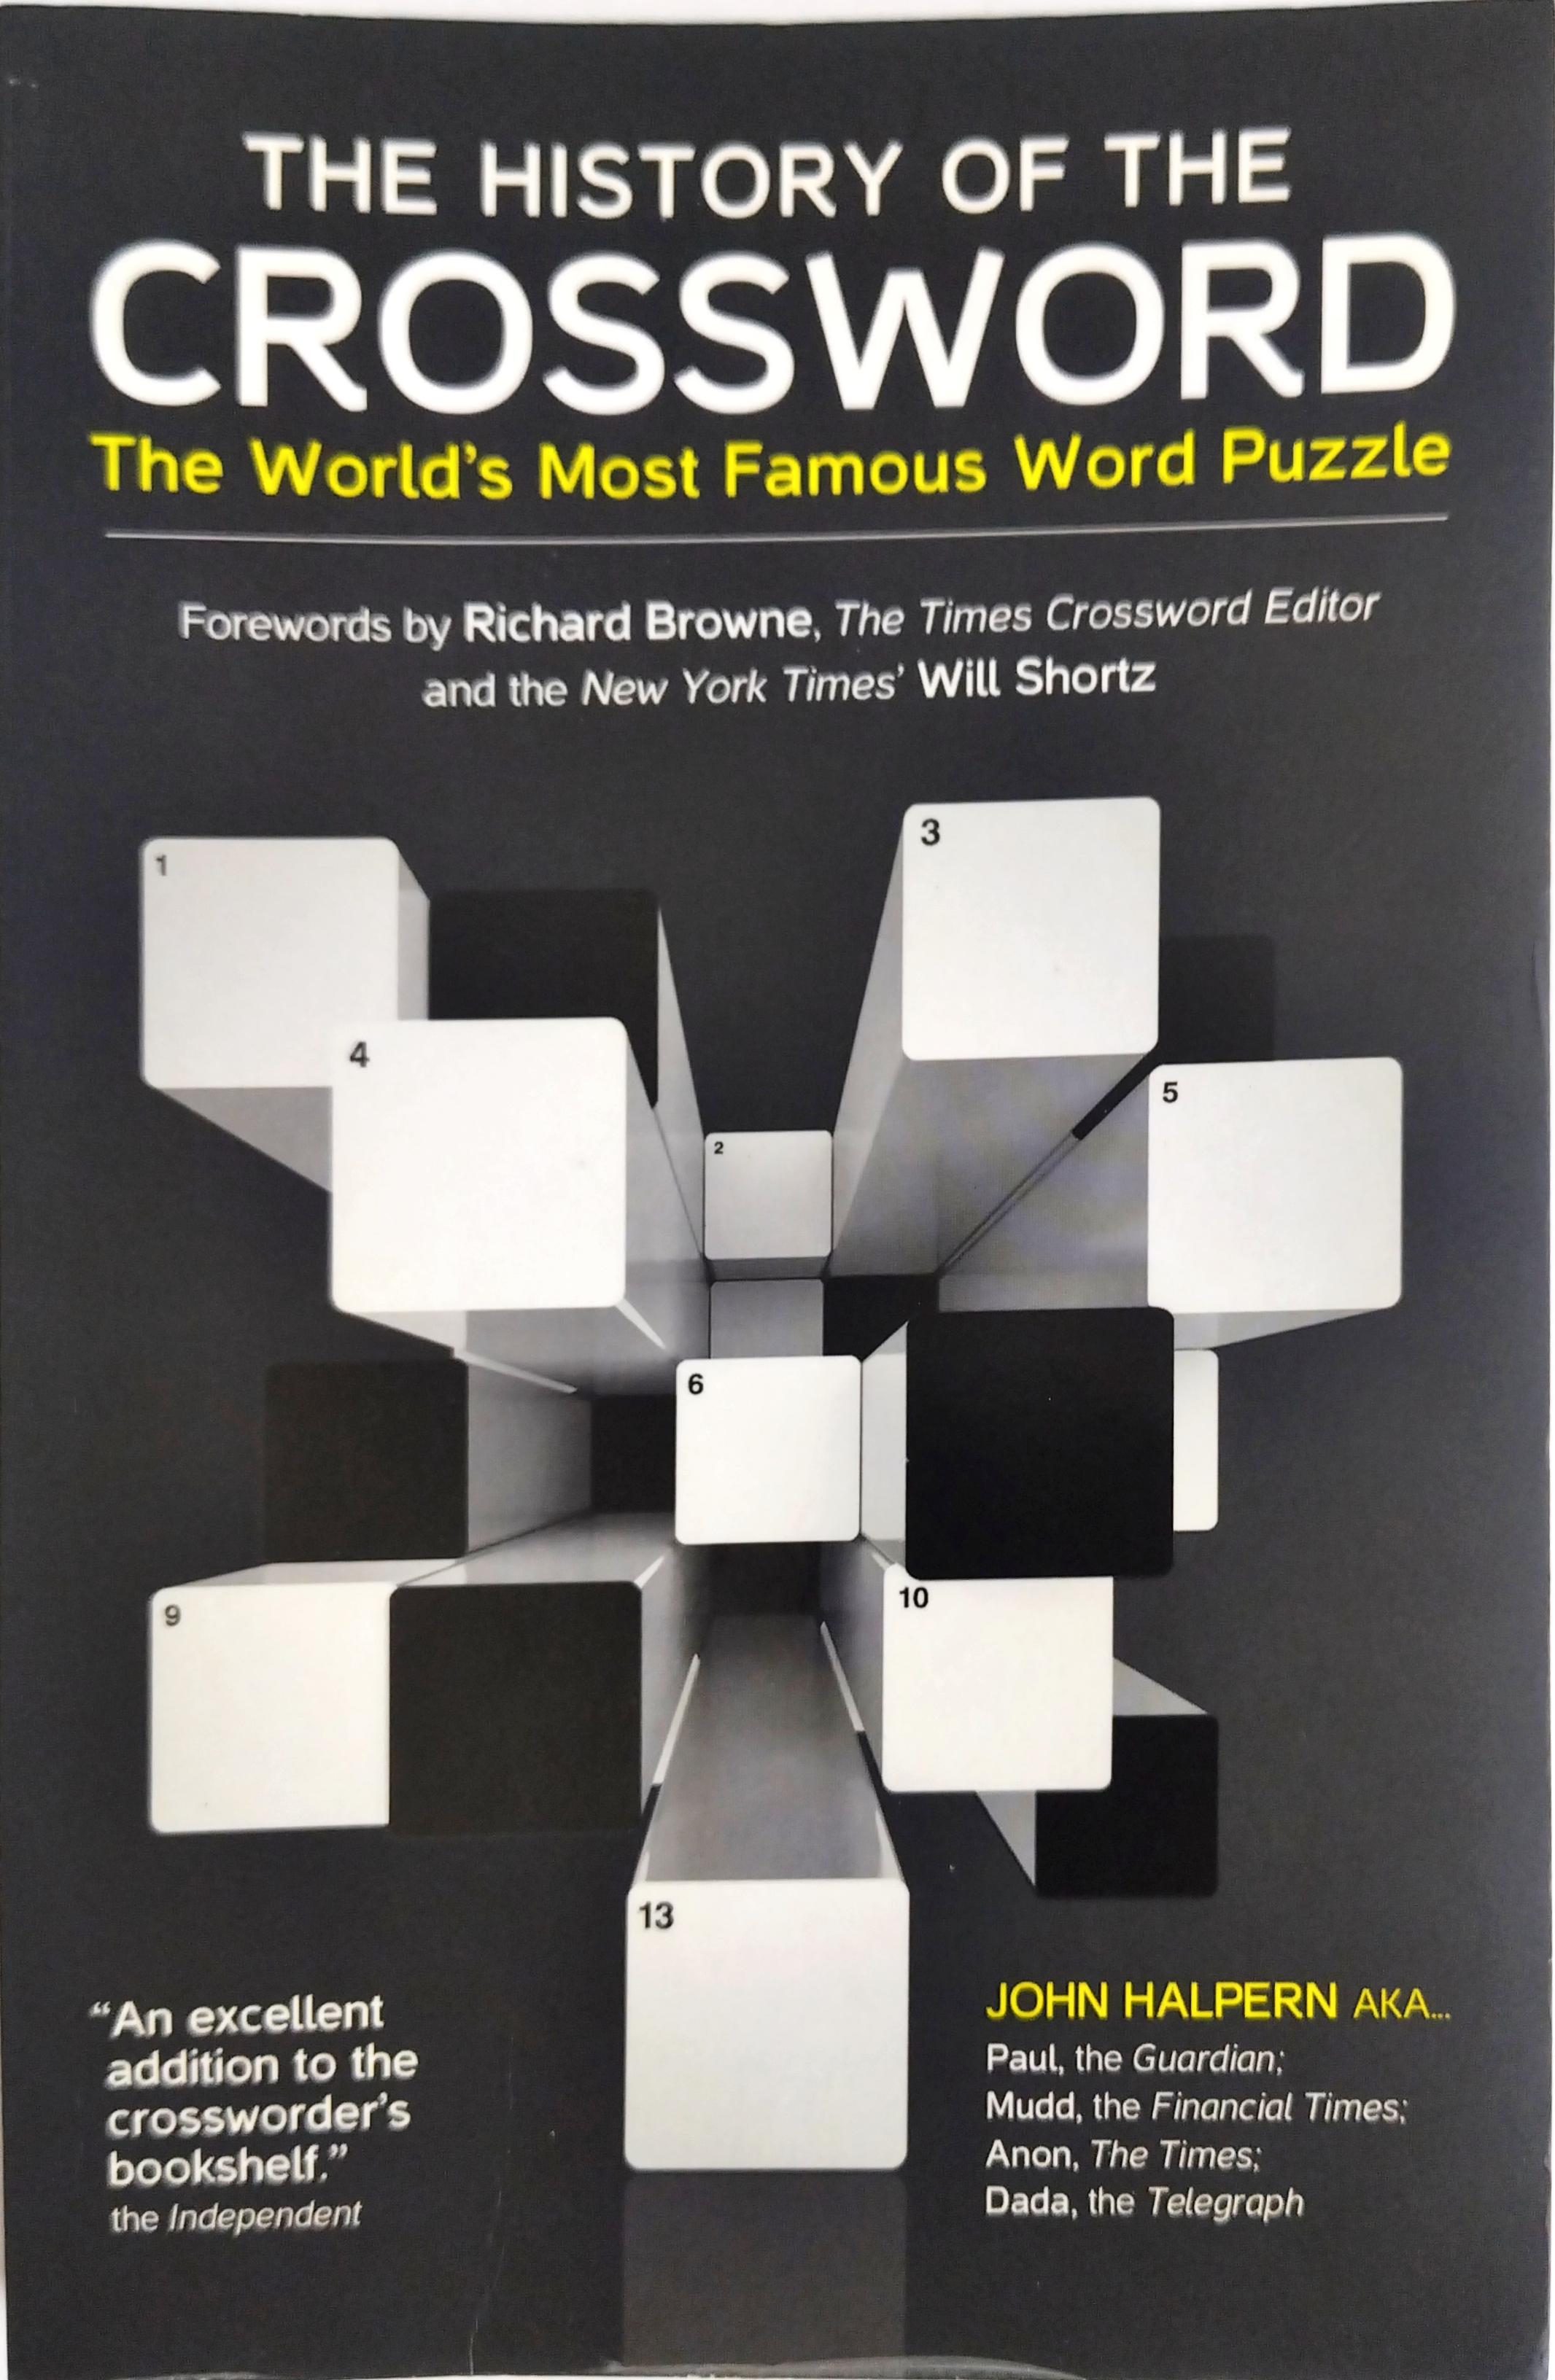 THE HISTORY OF THE
CROSSWORD
The World's Most Famous Word Puzzle
Forewords by Richard Browne, The Times Crossword Editor
and the New York Times' Will Shortz
1
3
4
5
2
6
9
10
13
“An excellent
addition to the
crossworder’s
bookshelf.”
the Independent
JOHN HALPERN AKA...
Paul, the Guardian;
Mudd, the Financial Times;
Anon, The Times;
Dada, the Telegraph